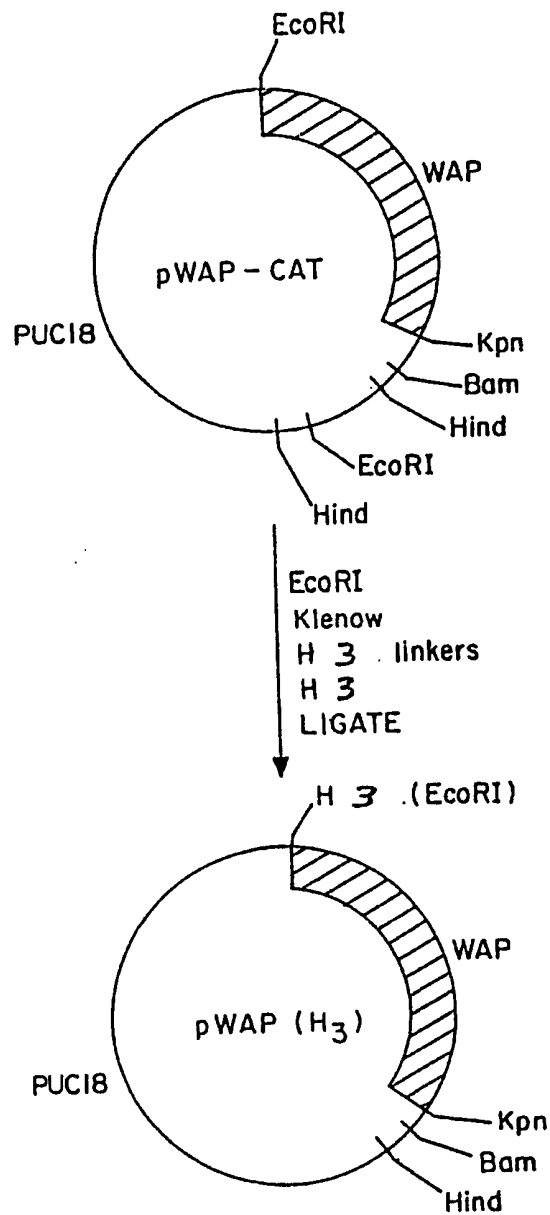 EcoRI
WAP
pWAP-CAT
PUC18
Kpn
Bam
Hind
EcoRI
Hind
EcoRI
Klenow
H 3 . linkers
H 3
LIGATE
H 3 .(EcoRI)
WAP
pWAP (H3)
PUC18
Kpn
Bam
Hind